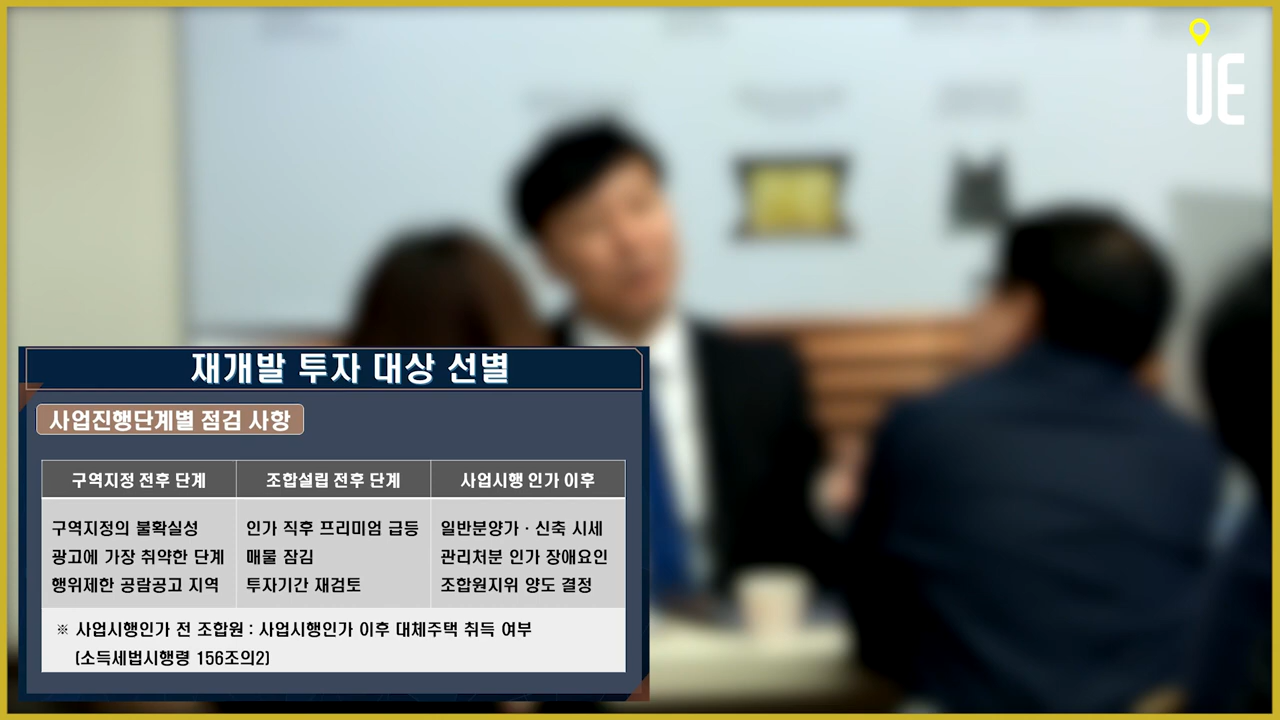 UE
재개발 투자 대상 선별
사업진행단계별 점검 사항
구역지정 전후 단계
조합설립 전후 단계
사업시행 인가 이후
구역지정의 불확실성
광고에 가장 취약한 단계
행위제한 공람공고 지역
인가 직후 프리미엄 급등
매물 잠김
투자기간 재검토
일반분양가 · 신축 시세
관리처분 인가 장애요인
조합원지위 양도 결정
※ 사업시행인가 전 조합원 : 사업시행인가 이후 대체주택 취득 여부
(소득세법시행령 156조의2)